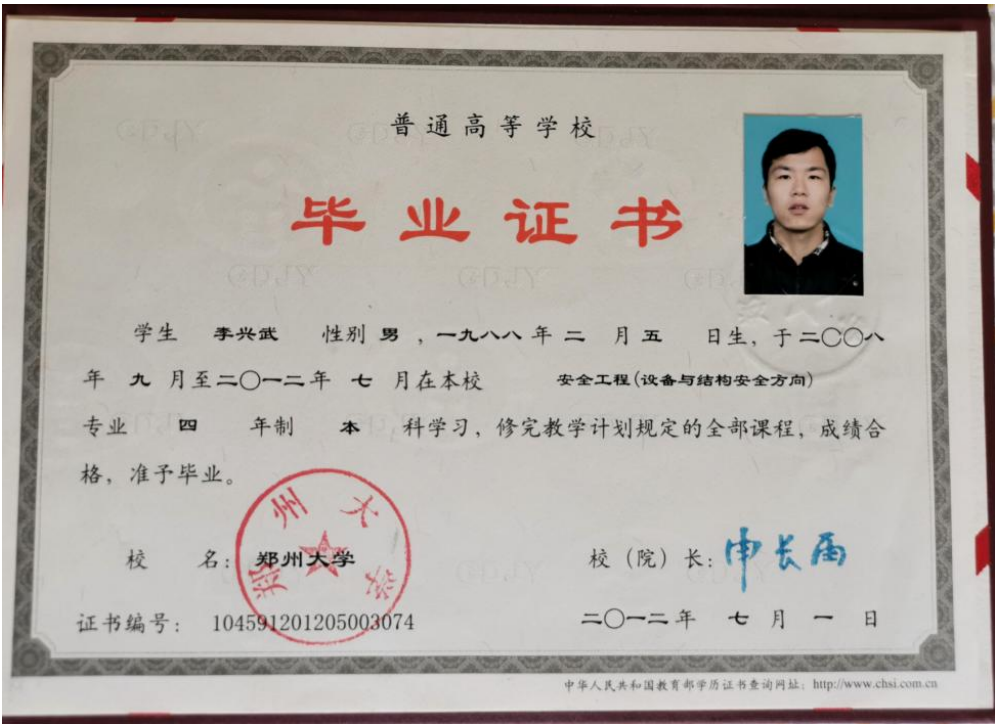 普通高等学校
毕业证书
学生 李兴武 性别 男 ，一九八八年 二 月 五 日生，于二〇〇八
年 九 月至二〇一二年 七 月在本校 安全工程(设备与结构安全方向)
专业 四 年制 本 科学习，修完教学计划规定的全部课程，成绩合
格，准予毕业。
郑州大学
校 名：郑州大学 校（院）长：申长雨
证书编号： 104591201205003074 二〇一二年 七 月 一 日
中华人民共和国教育部学历证书查询网址：http://www.chsi.com.cn